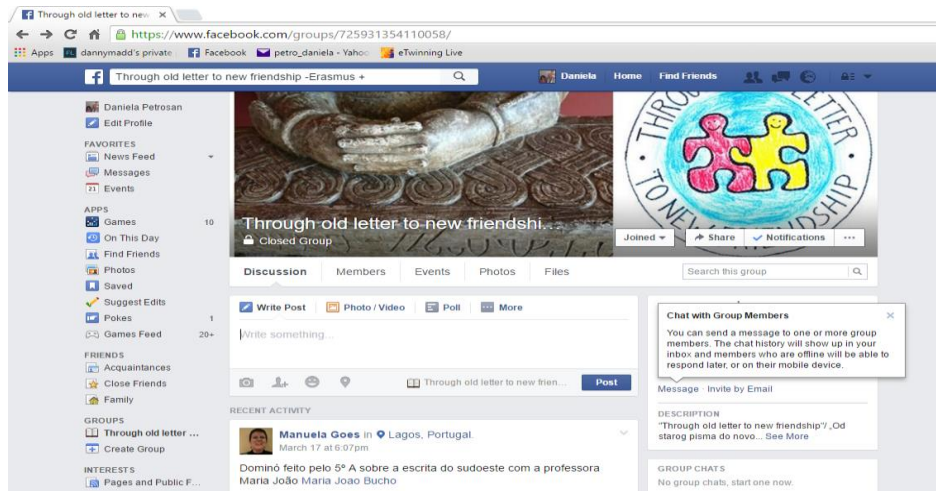 Through old letter to new
https://www.facebook.com/groups/725931354110058/
Apps dannymadd's private Facebook petro_daniela - Yahoo eTwinning Live
Through old letter to new friendship -Erasmus + Daniela Home Find Friends
Daniela Petrosan
Edit Profile
FAVORITES
News Feed
Messages
Events
APPS
Games 10
On This Day
Find Friends
Photos
Saved
Suggest Edits
Pokes 1
Games Feed 20+
FRIENDS
Acquaintances
Close Friends
Family
GROUPS
Through old letter ...
Create Group
INTERESTS
Pages and Public F...
THROUGH LETTER
TO NEW FRIENDSHIP
Through old letter to new friendshi...
Closed Group
Joined Share Notifications ...
Discussion Members Events Photos Files Search this group
Write Post Photo / Video Poll More
Write something...
Through old letter to new frien... Post
RECENT ACTIVITY
Manuela Goes in Lagos, Portugal.
March 17 at 6:07pm
Dominó feito pelo 5º A sobre a escrita do sudoeste com a professora
Maria João Maria Joao Bucho
Chat with Group Members
You can send a message to one or more group
members. The chat history will show up in your
inbox and members who are offline will be able to
respond later, or on their mobile device.
Message · Invite by Email
DESCRIPTION
"Through old letter to new friendship"/ „Od
starog pisma do novo... See More
GROUP CHATS
No group chats, start one now.